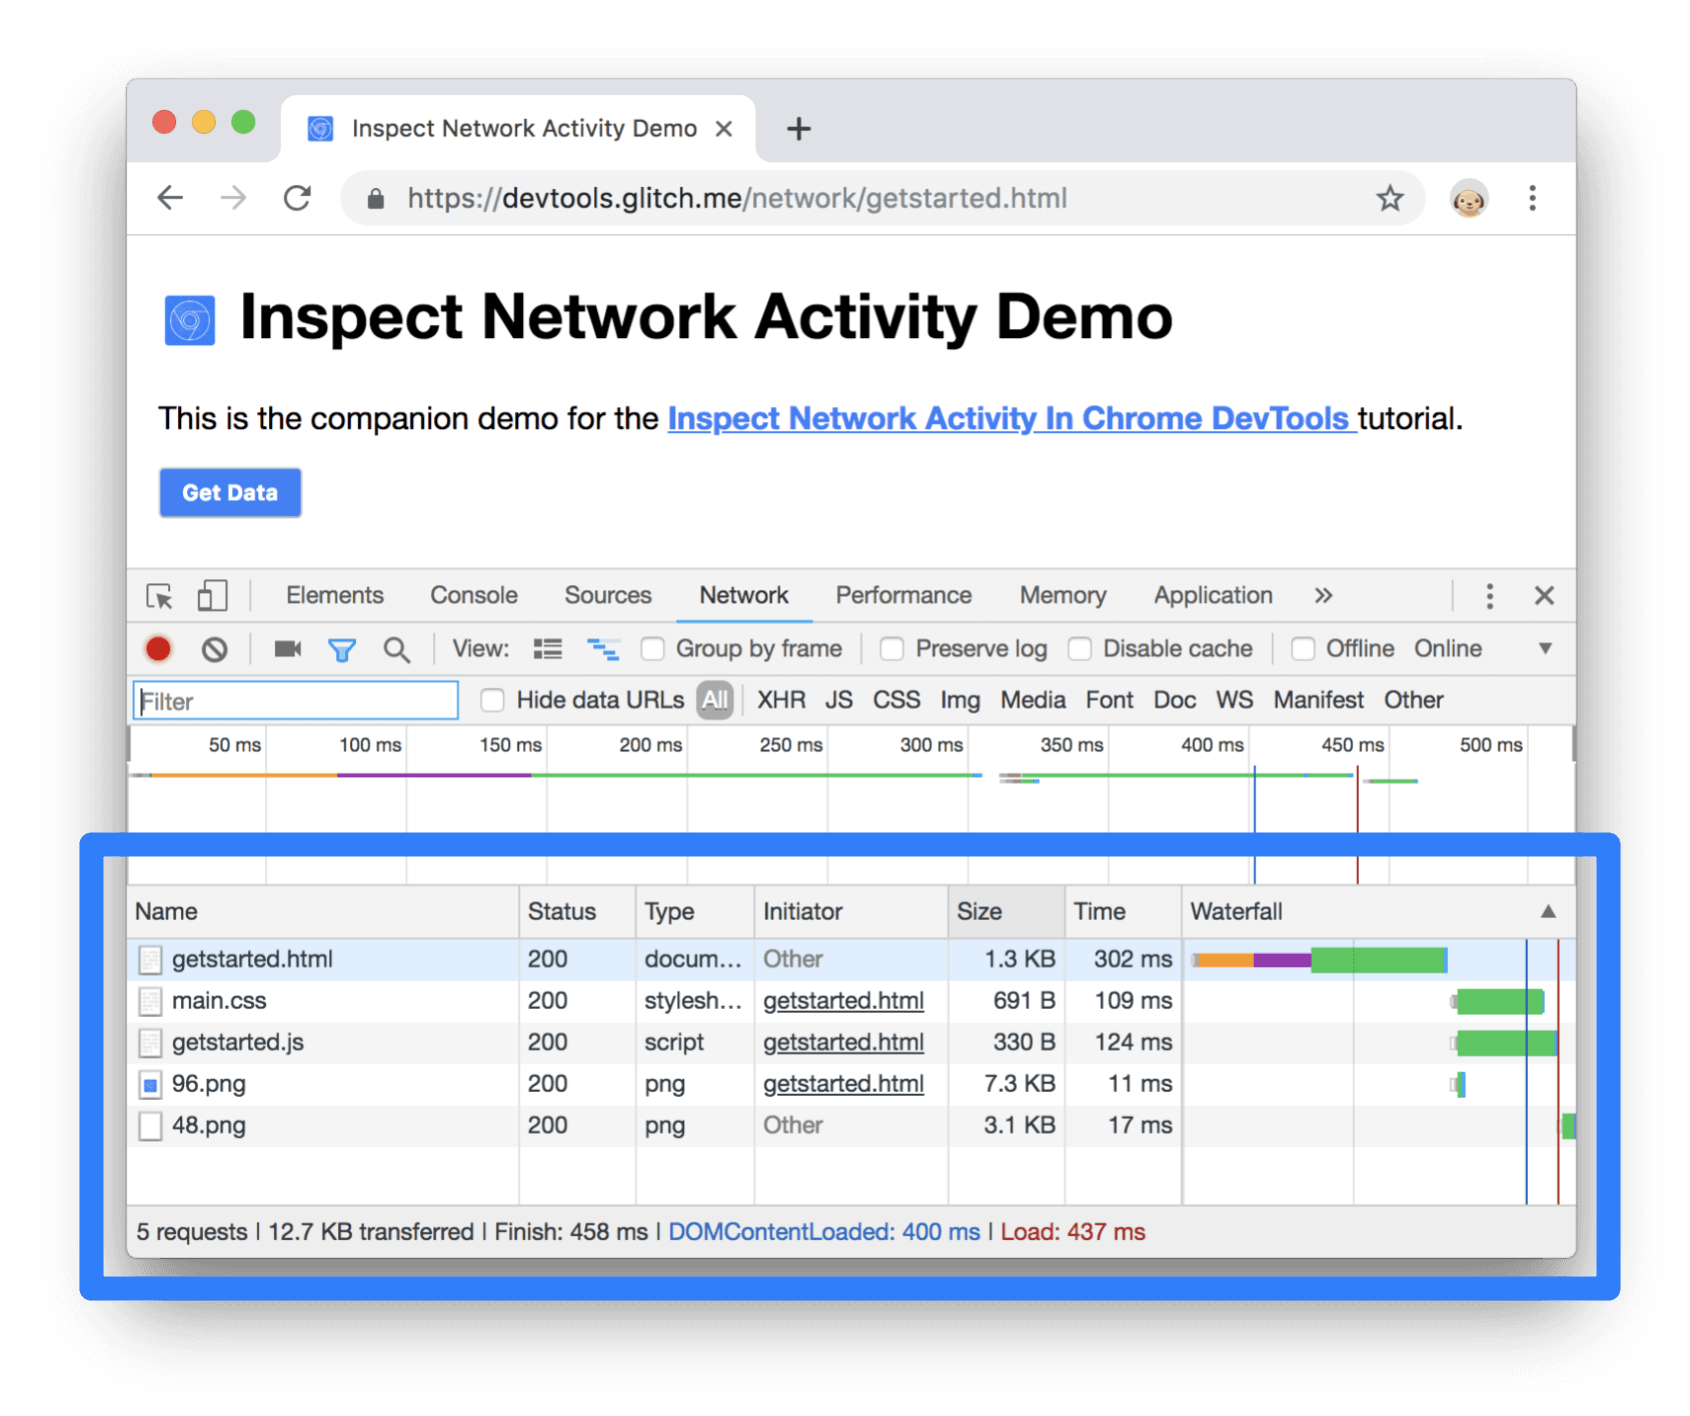 Inspect Network Activity Demo
https://devtools.glitch.me/network/getstarted.html
Inspect Network Activity Demo
This is the companion demo for the Inspect Network Activity In Chrome DevTools tutorial.
Get Data
Elements Console Sources Network Performance Memory Application »
View: Group by frame Preserve log Disable cache Offline Online
Filter Hide data URLs All XHR JS CSS Img Media Font Doc WS Manifest Other
50 ms 100 ms 150 ms 200 ms 250 ms 300 ms 350 ms 400 ms 450 ms 500 ms
Name Status Type Initiator Size Time Waterfall
getstarted.html 200 docum... Other 1.3 KB 302 ms
main.css 200 stylesh... getstarted.html 691 B 109 ms
getstarted.js 200 script getstarted.html 330 B 124 ms
96.png 200 png getstarted.html 7.3 KB 11 ms
48.png 200 png Other 3.1 KB 17 ms
5 requests | 12.7 KB transferred | Finish: 458 ms | DOMContentLoaded: 400 ms | Load: 437 ms